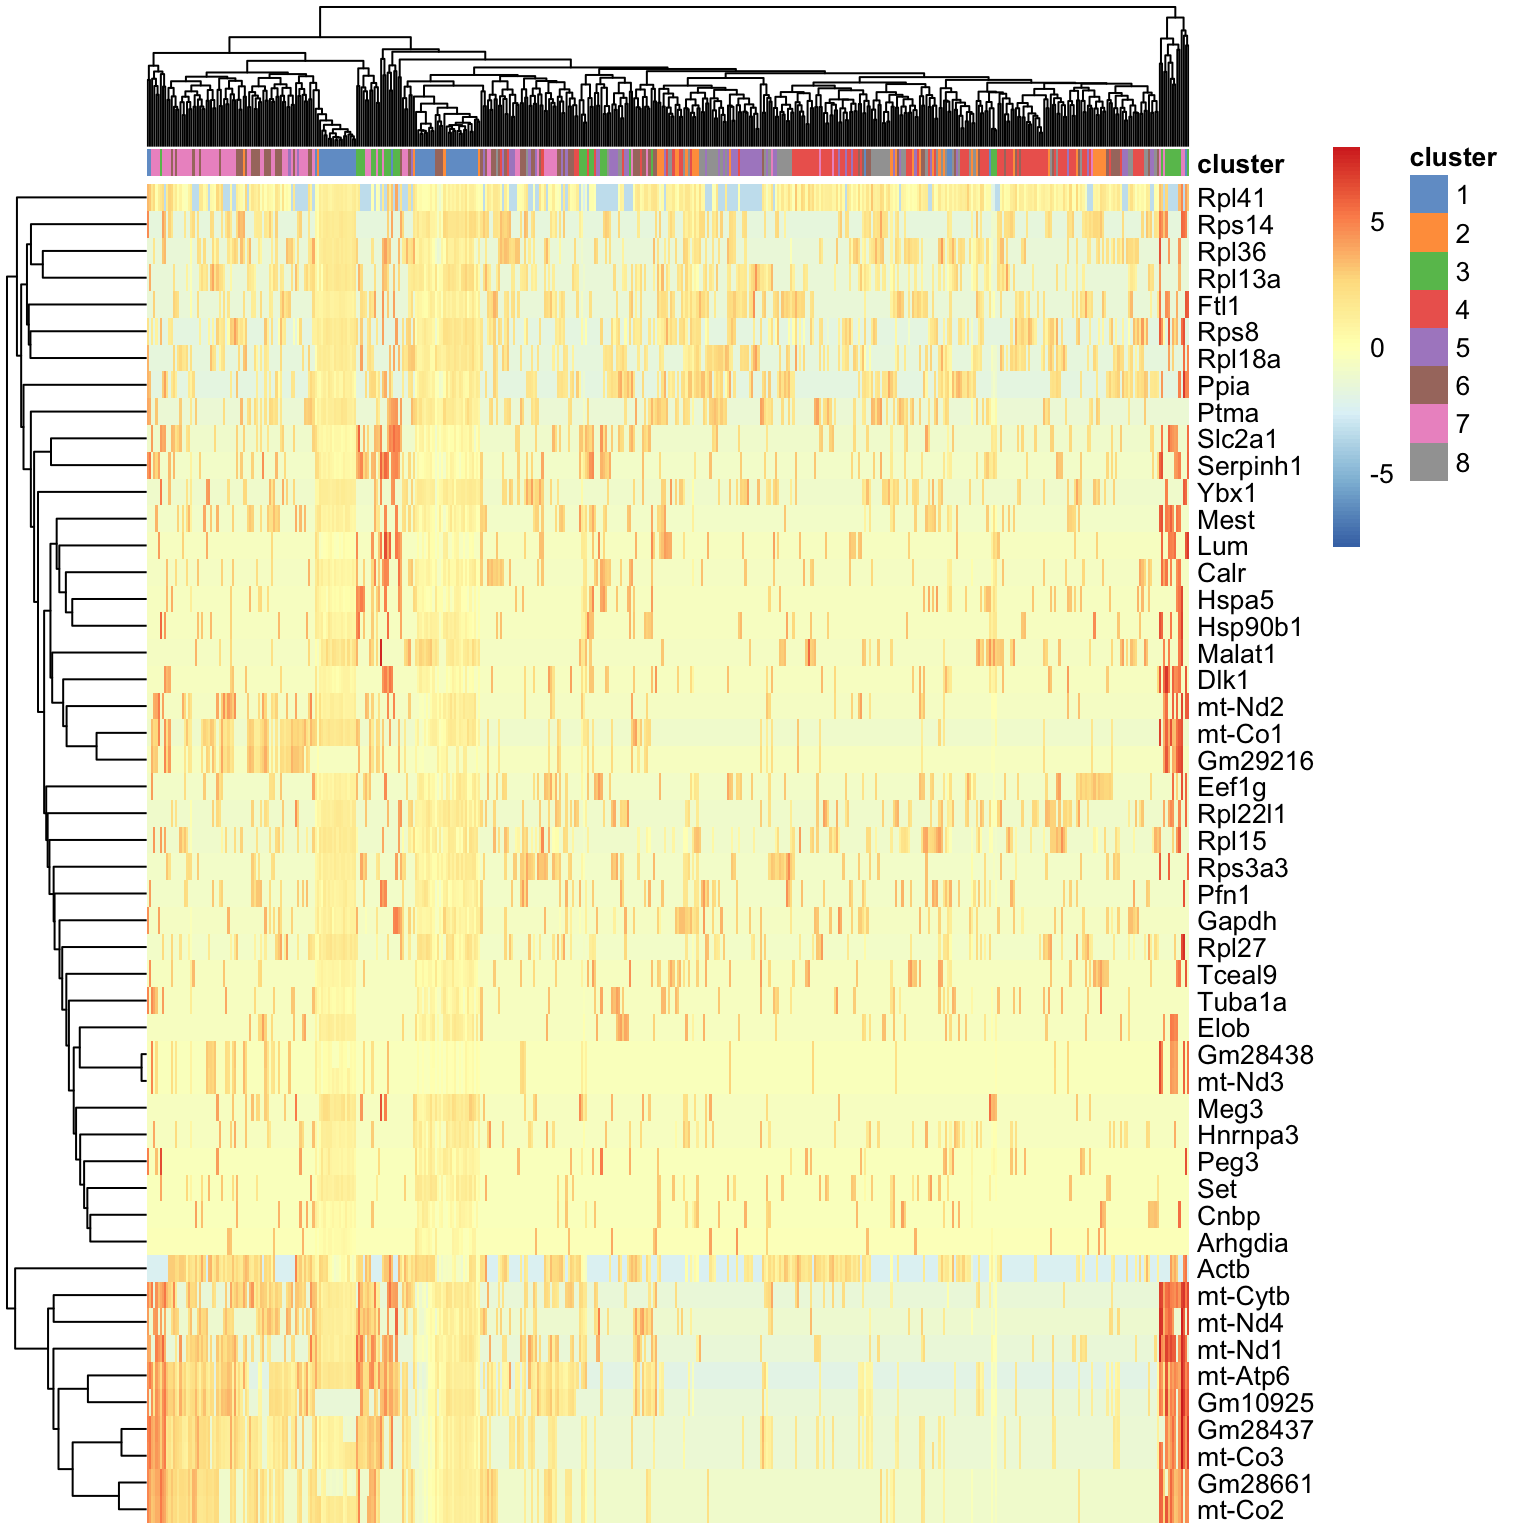 cluster
Rpl41
Rps14
Rpl36
Rpl13a
Ftl1
Rps8
Rpl18a
Ppia
Ptma
Slc2a1
Serpinh1
Ybx1
Mest
Lum
Calr
Hspa5
Hsp90b1
Malat1
Dlk1
mt-Nd2
mt-Co1
Gm29216
Eef1g
Rpl22l1
Rpl15
Rps3a3
Pfn1
Gapdh
Rpl27
Tceal9
Tuba1a
Elob
Gm28438
mt-Nd3
Meg3
Hnrnpa3
Peg3
Set
Cnbp
Arhgdia
Actb
mt-Cytb
mt-Nd4
mt-Nd1
mt-Atp6
Gm10925
Gm28437
mt-Co3
Gm28661
mt-Co2
5
0
-5
cluster
1
2
3
4
5
6
7
8